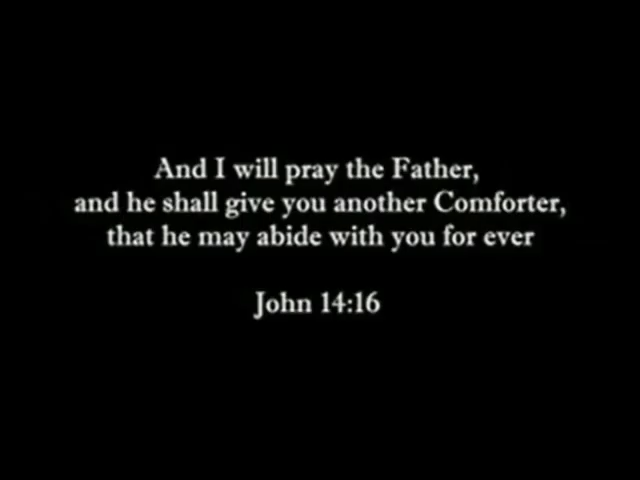 And I will pray the Father,
and he shall give you another Comforter,
that he may abide with you for ever
John 14:16